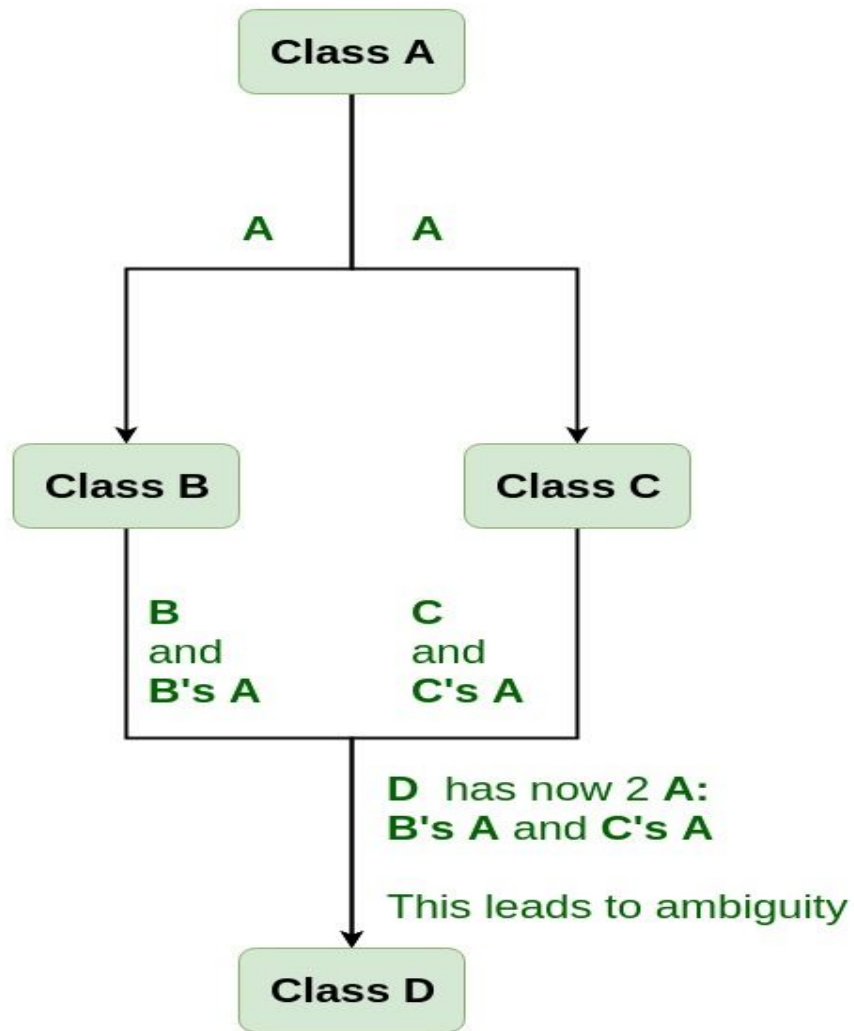 Class A
A A
Class B
Class C
B
and
B's A
C
and
C's A
D has now 2 A:
B's A and C's A
This leads to ambiguity
Class D